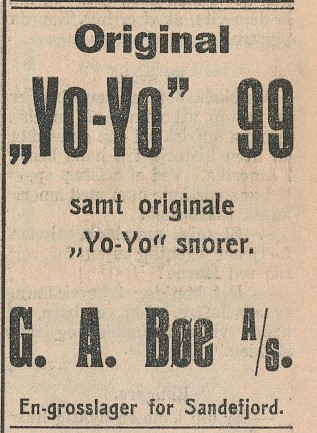 Original
„Yo-Yo” 99
samt originale
„Yo-Yo“ snorer.
G. A. Bøe A/s.
En-grosslager for Sandefjord.